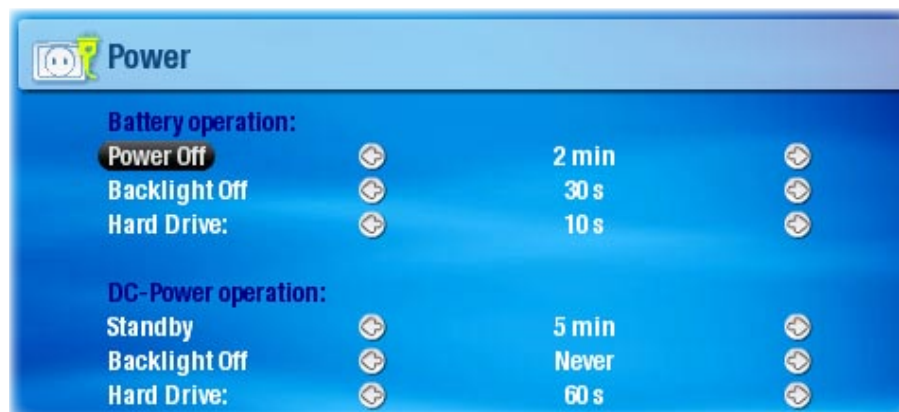 Power
Battery operation:
Power Off 2 min
Backlight Off 30 s
Hard Drive: 10 s
DC-Power operation:
Standby 5 min
Backlight Off Never
Hard Drive: 60 s